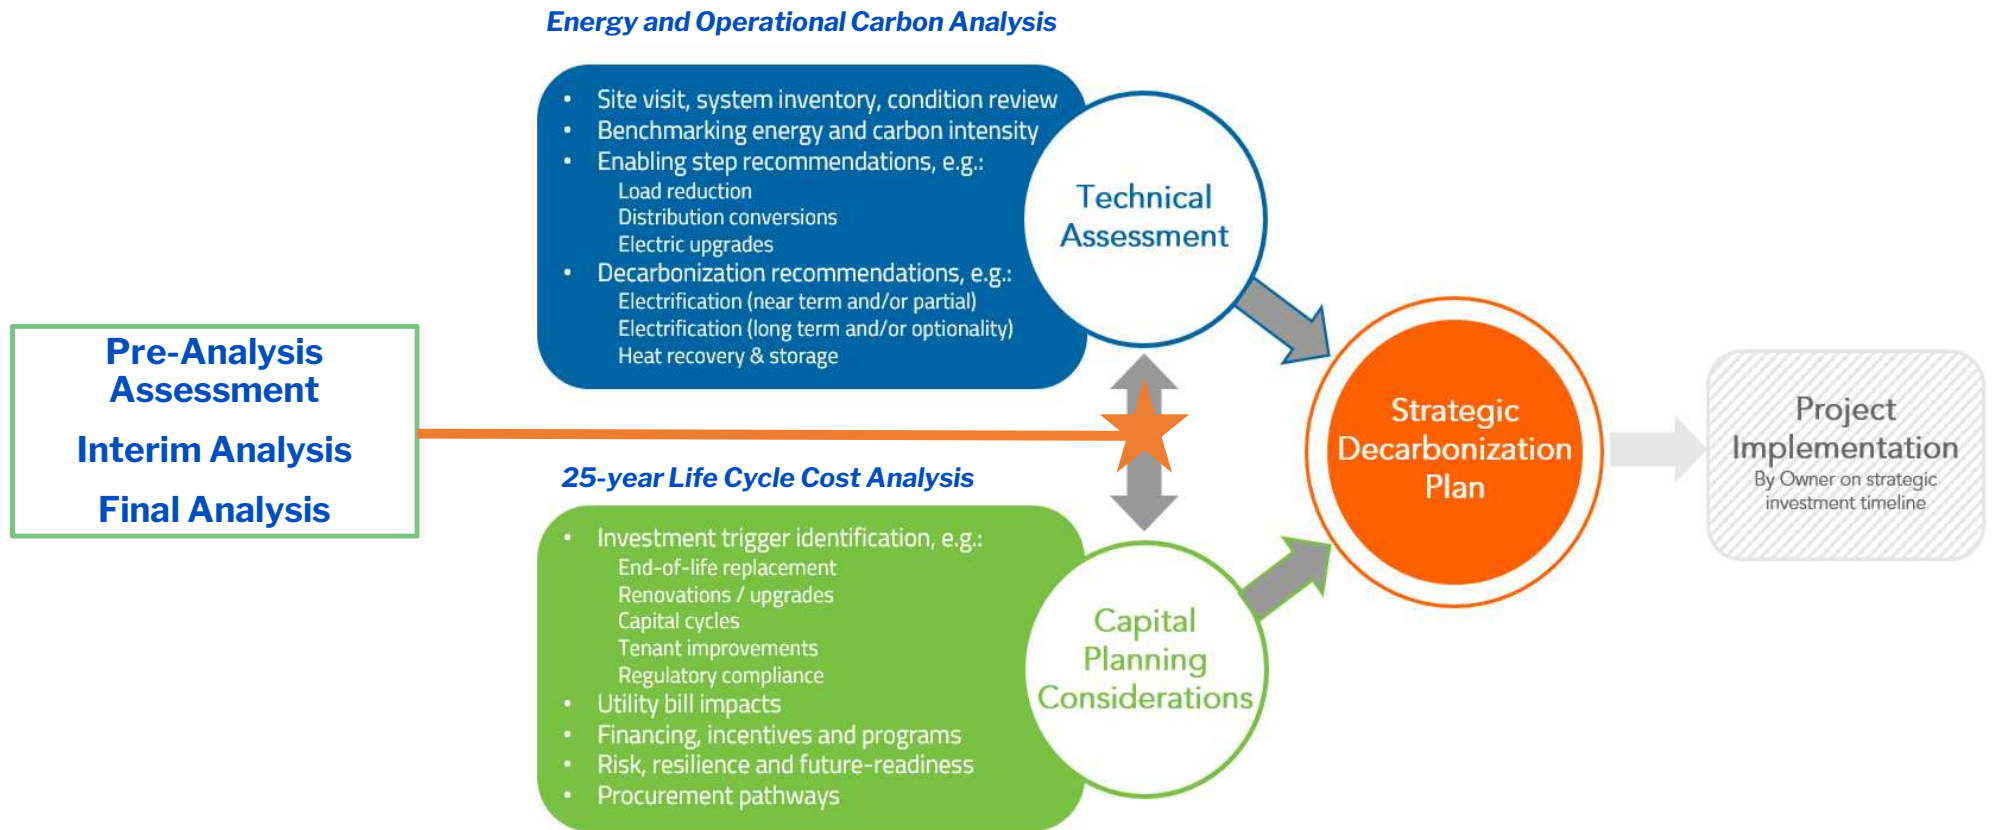 Energy and Operational Carbon Analysis
• Site visit, system inventory, condition review
• Benchmarking energy and carbon intensity
• Enabling step recommendations, e.g.:
Load reduction
Distribution conversions
Electric upgrades
• Decarbonization recommendations, e.g.:
Electrification (near term and/or partial)
Electrification (long term and/or optionality)
Heat recovery & storage
Technical
Assessment
Pre-Analysis
Assessment
Interim Analysis
Final Analysis
25-year Life Cycle Cost Analysis
• Investment trigger identification, e.g.:
End-of-life replacement
Renovations / upgrades
Capital cycles
Tenant improvements
Regulatory compliance
• Utility bill impacts
• Financing, incentives and programs
• Risk, resilience and future-readiness
• Procurement pathways
Capital
Planning
Considerations
Strategic
Decarbonization
Plan
Project
Implementation
By Owner on strategic
investment timeline